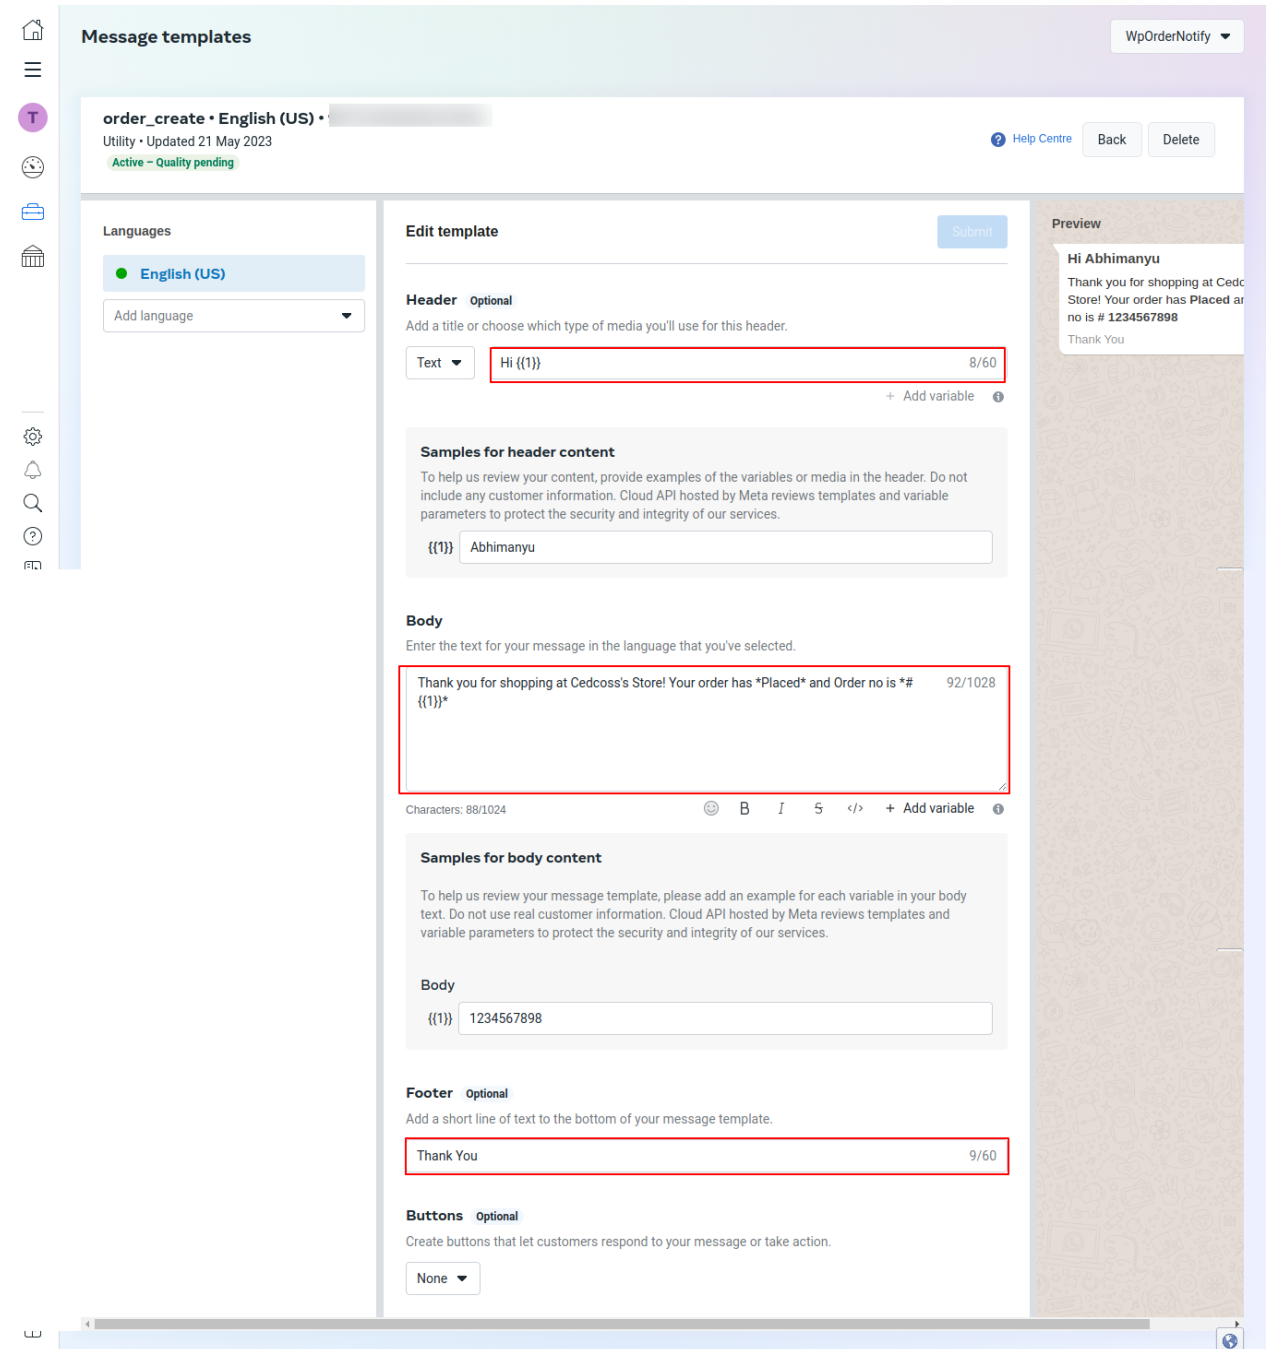 Message templates
WpOrderNotify
T
order_create • English (US) •
Utility • Updated 21 May 2023
Active – Quality pending
Help Centre
Back
Delete
Languages
English (US)
Add language
Edit template
Submit
Header Optional
Add a title or choose which type of media you'll use for this header.
Text
Hi {{1}}
8/60
+ Add variable
Samples for header content
To help us review your content, provide examples of the variables or media in the header. Do not
include any customer information. Cloud API hosted by Meta reviews templates and variable
parameters to protect the security and integrity of our services.
{{1}} Abhimanyu
Body
Enter the text for your message in the language that you've selected.
Thank you for shopping at Cedcoss's Store! Your order has *Placed* and Order no is *#
{{1}}*
92/1028
Characters: 88/1024
B I S </> + Add variable
Samples for body content
To help us review your message template, please add an example for each variable in your body
text. Do not use real customer information. Cloud API hosted by Meta reviews templates and
variable parameters to protect the security and integrity of our services.
Body
{{1}} 1234567898
Footer Optional
Add a short line of text to the bottom of your message template.
Thank You
9/60
Buttons Optional
Create buttons that let customers respond to your message or take action.
None
Preview
Hi Abhimanyu
Thank you for shopping at Cedc
Store! Your order has Placed ar
no is # 1234567898
Thank You